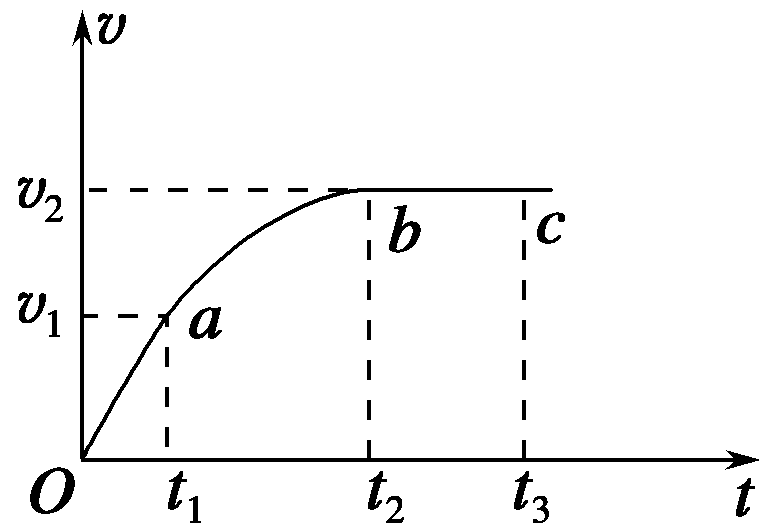 v
v₂
b
c
v₁
a
O
t₁
t₂
t₃
t